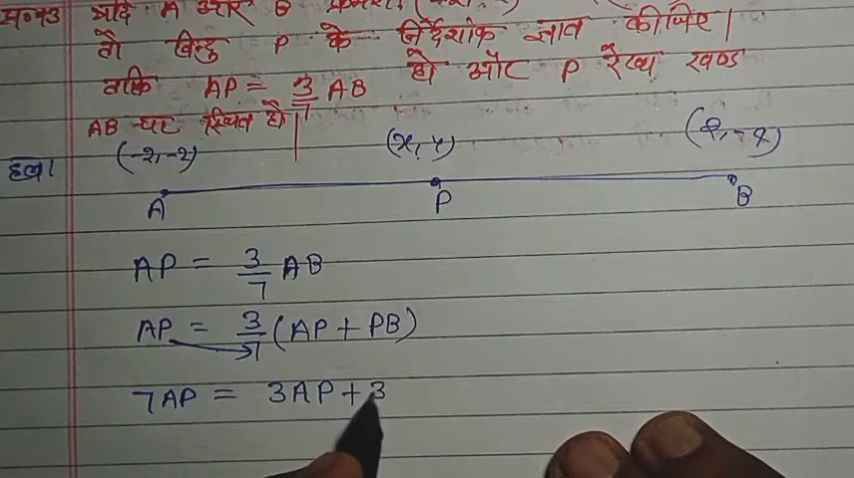 यदि A और B
तो बिन्दु P के निर्देशांक ज्ञात कीजिए।
ताकि AP = 3/7 AB हो और P रेखा खण्ड
AB पर स्थित हो।
हल।
(-2,-2) (x, y)
A P B
AP = 3/7 AB
AP = 3/7 (AP + PB)
7AP = 3AP + 3